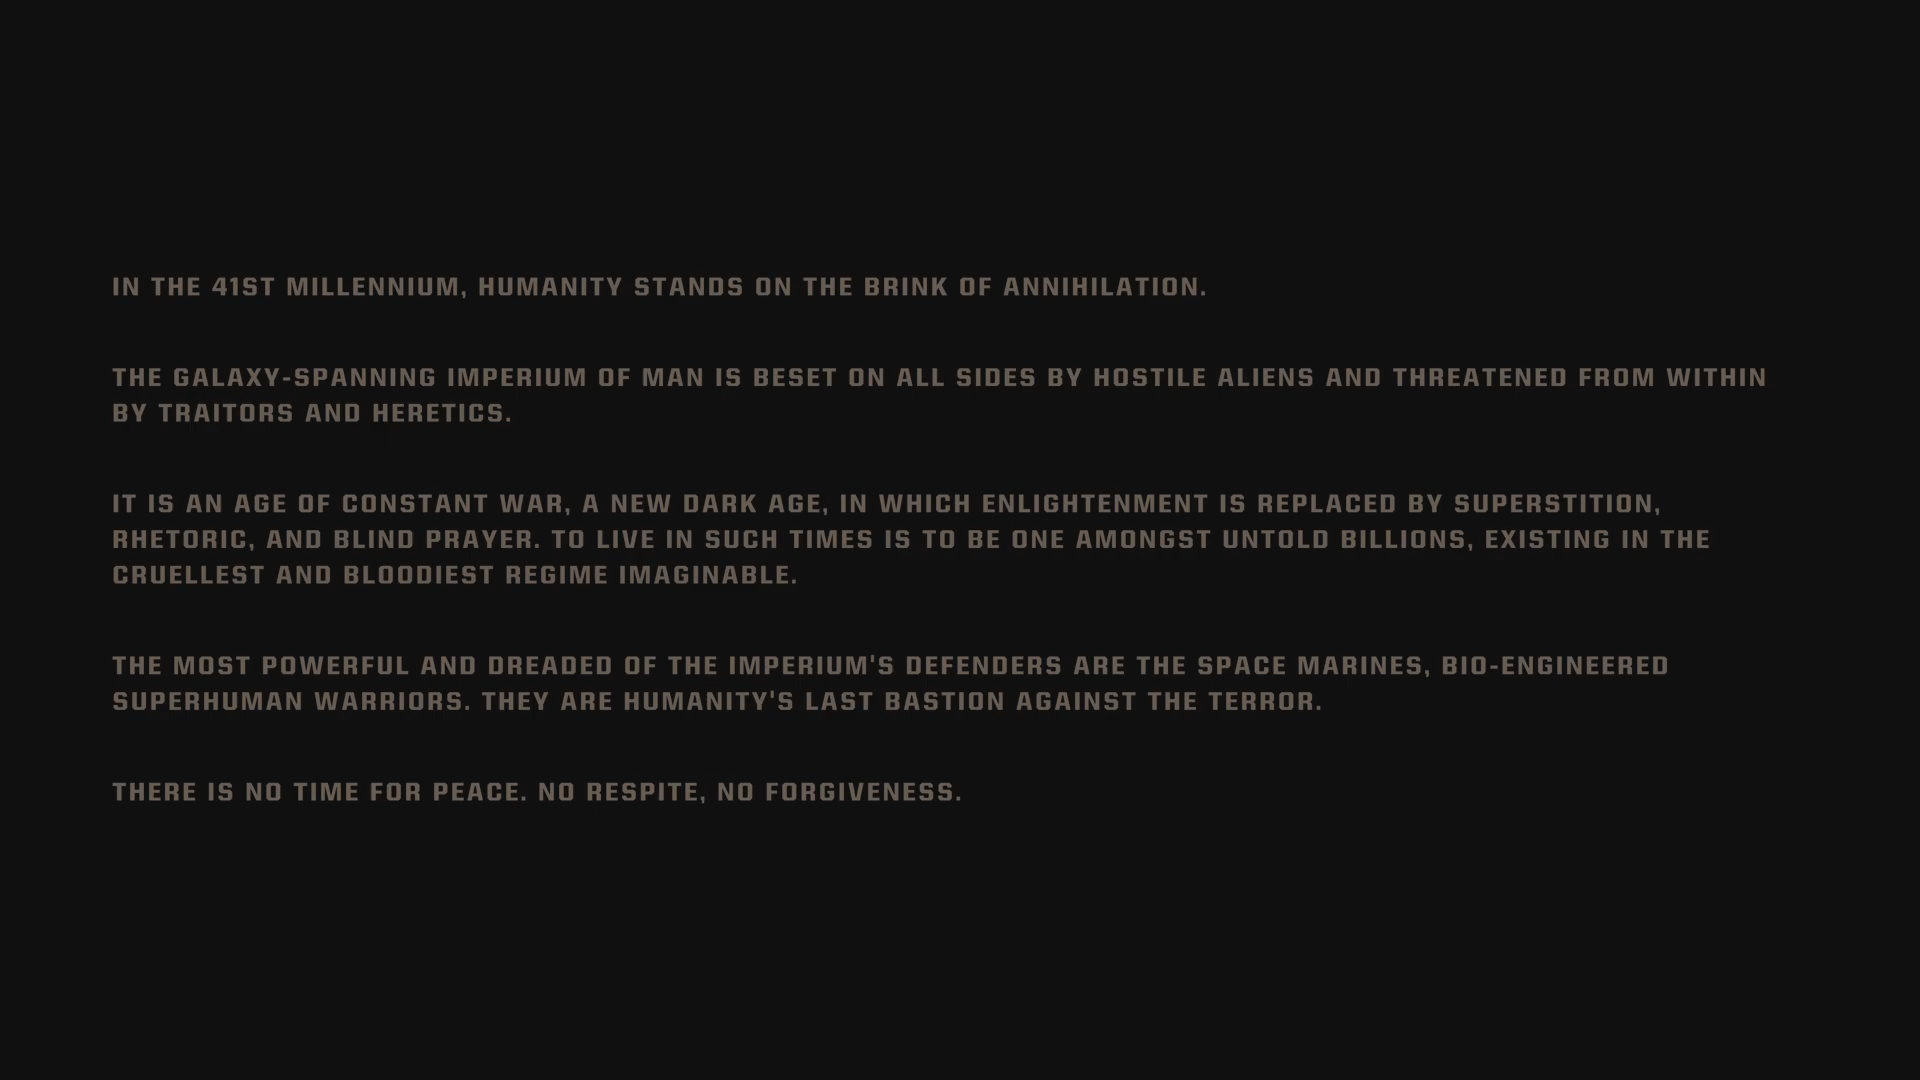 IN THE 41ST MILLENNIUM, HUMANITY STANDS ON THE BRINK OF ANNIHILATION.
THE GALAXY-SPANNING IMPERIUM OF MAN IS BESET ON ALL SIDES BY HOSTILE ALIENS AND THREATENED FROM WITHIN
BY TRAITORS AND HERETICS.
IT IS AN AGE OF CONSTANT WAR, A NEW DARK AGE, IN WHICH ENLIGHTENMENT IS REPLACED BY SUPERSTITION,
RHETORIC, AND BLIND PRAYER. TO LIVE IN SUCH TIMES IS TO BE ONE AMONGST UNTOLD BILLIONS, EXISTING IN THE
CRUELLEST AND BLOODIEST REGIME IMAGINABLE.
THE MOST POWERFUL AND DREADED OF THE IMPERIUM'S DEFENDERS ARE THE SPACE MARINES, BIO-ENGINEERED
SUPERHUMAN WARRIORS. THEY ARE HUMANITY'S LAST BASTION AGAINST THE TERROR.
THERE IS NO TIME FOR PEACE. NO RESPITE, NO FORGIVENESS.